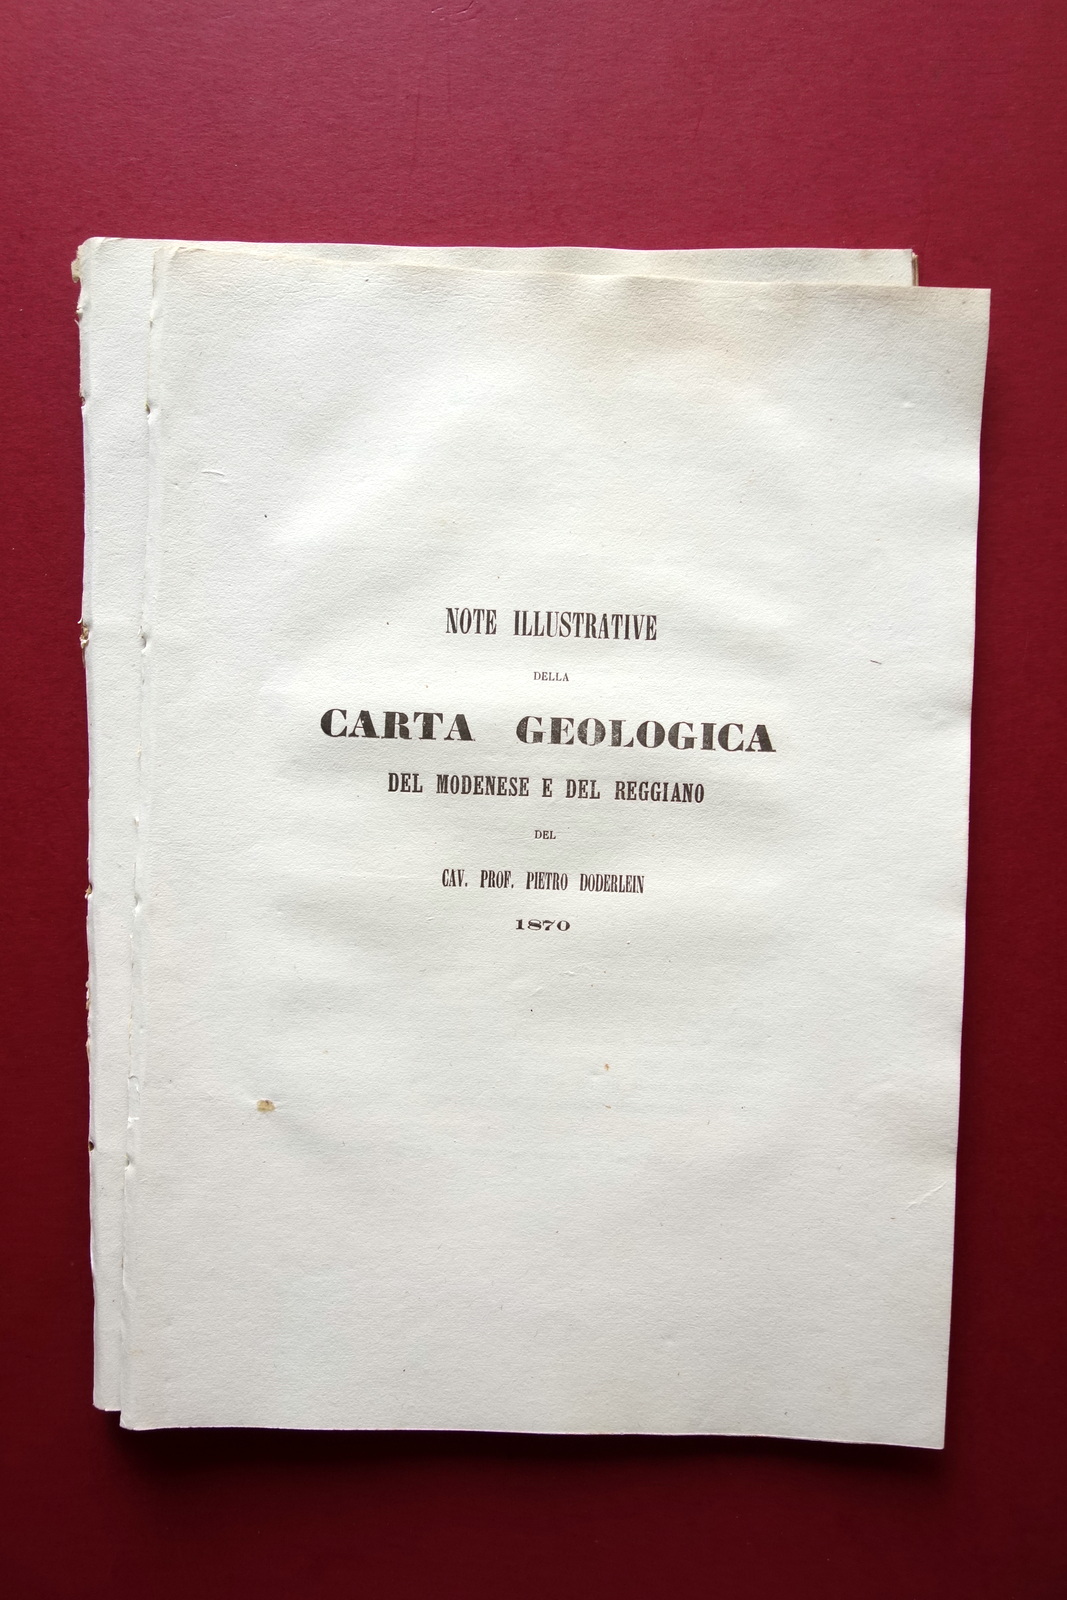 NOTE ILLUSTRATIVE
DELLA
CARTA GEOLOGICA
DEL MODENESE E DEL REGGIANO
DEL
CAV. PROF. PIETRO DODERLEIN
1870